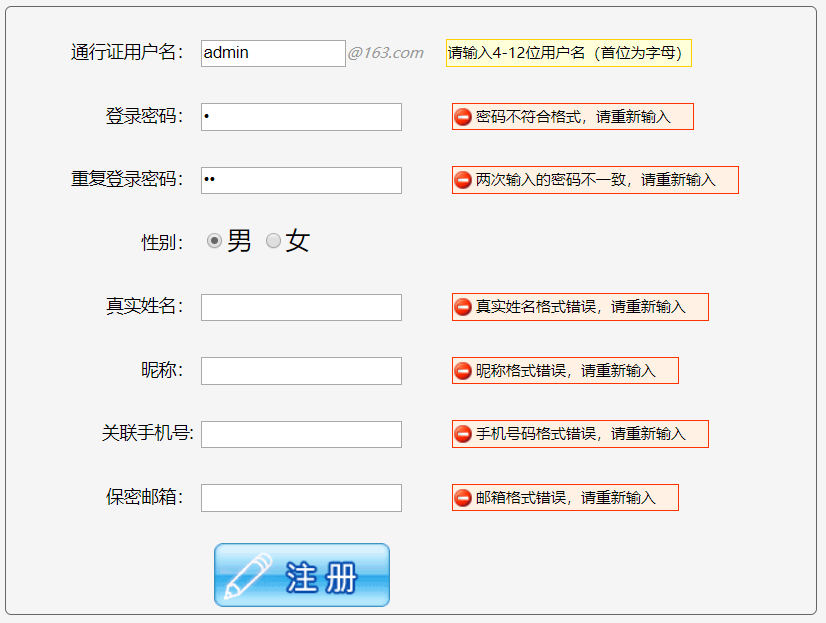 通行证用户名： admin @163.com 请输入4-12位用户名（首位为字母）
登录密码： • 密码不符合格式，请重新输入
重复登录密码： •• 两次输入的密码不一致，请重新输入
性别： 男 女
真实姓名： 真实姓名格式错误，请重新输入
昵称： 昵称格式错误，请重新输入
关联手机号: 手机号码格式错误，请重新输入
保密邮箱： 邮箱格式错误，请重新输入
注册